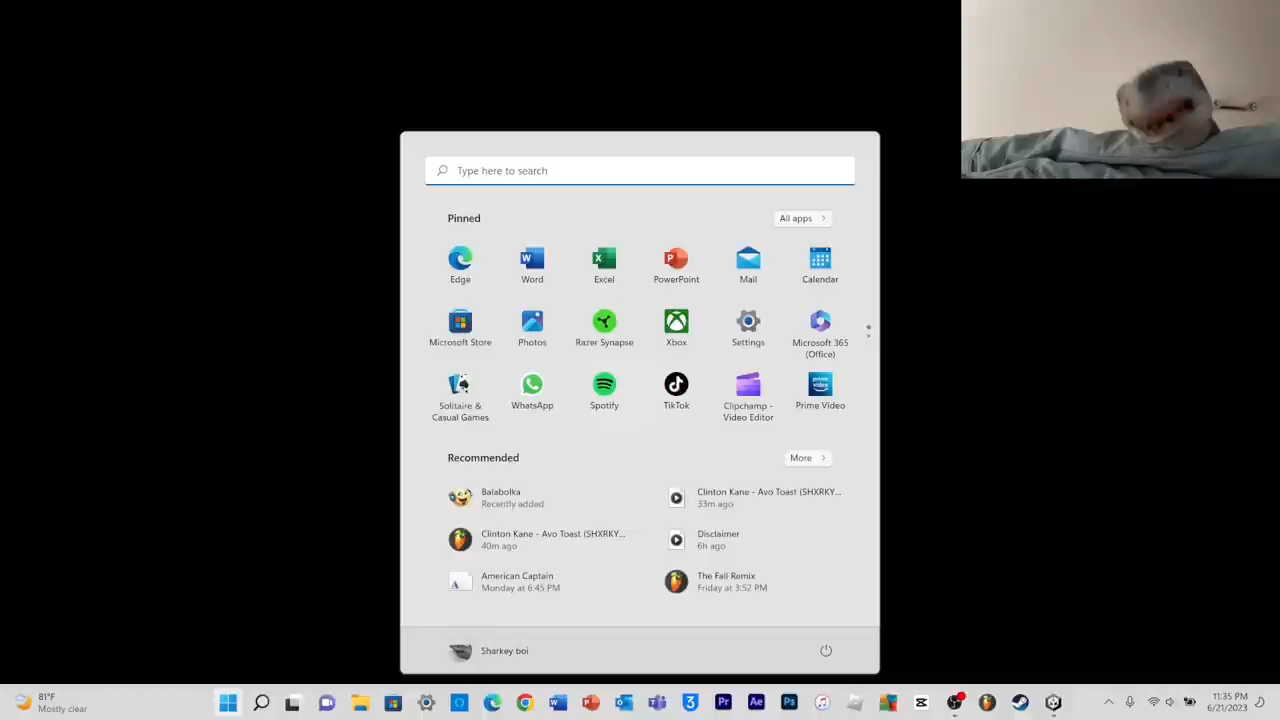 Type here to search
Pinned
All apps
Edge
Word
Excel
PowerPoint
Mail
Calendar
Microsoft Store
Photos
Razer Synapse
Xbox
Settings
Microsoft 365
(Office)
Solitaire &
Casual Games
WhatsApp
Spotify
TikTok
Clipchamp -
Video Editor
Prime Video
Recommended
More
Balabolka
Recently added
Clinton Kane - Avo Toast (SHXRKY...
33m ago
Clinton Kane - Avo Toast (SHXRKY...
40m ago
Disclaimer
6h ago
American Captain
Monday at 6:45 PM
The Fall Remix
Friday at 3:52 PM
Sharkey boi
81°F
Mostly clear
11:35 PM
6/21/2023